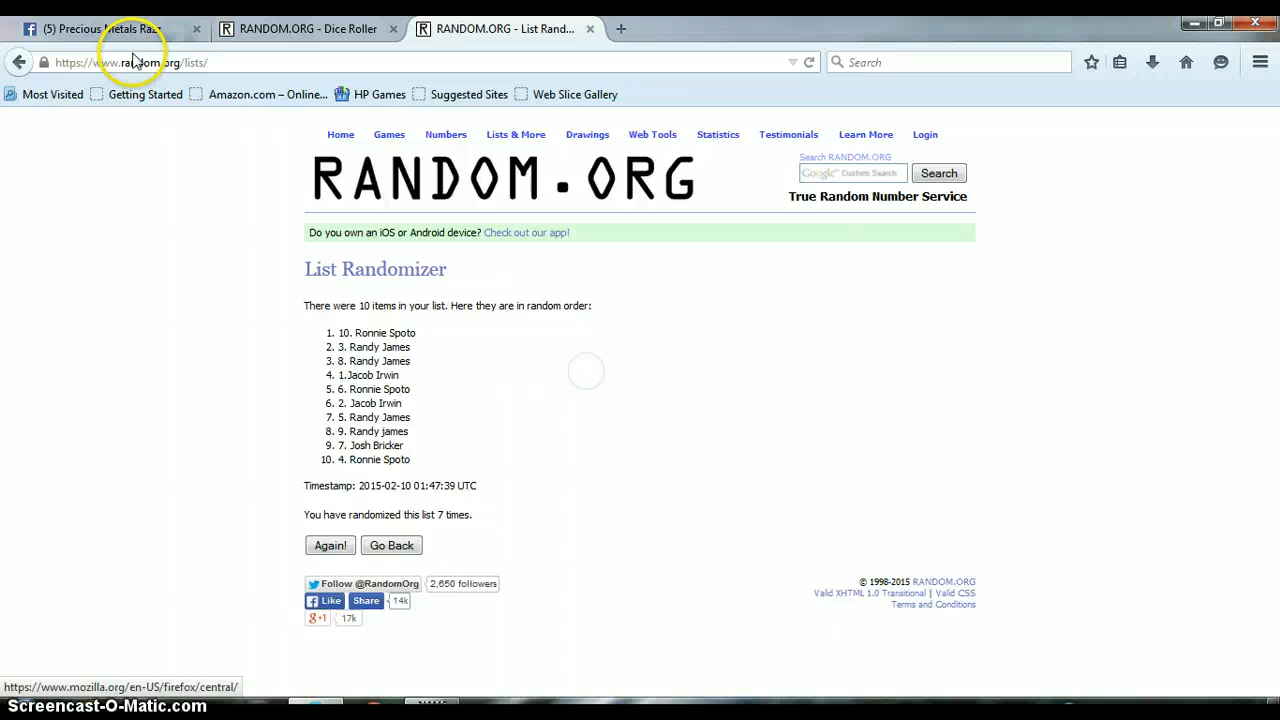 (5) Precious Metals Razz
RANDOM.ORG - Dice Roller
RANDOM.ORG - List Rand...
https://www.random.org/lists/
Search
Most Visited
Getting Started
Amazon.com – Online...
HP Games
Suggested Sites
Web Slice Gallery
Home Games Numbers Lists & More Drawings Web Tools Statistics Testimonials Learn More Login
RANDOM.ORG
Search RANDOM.ORG
Google™ Custom Search
Search
True Random Number Service
Do you own an iOS or Android device? Check out our app!
List Randomizer
There were 10 items in your list. Here they are in random order:
1. 10. Ronnie Spoto
2. 3. Randy James
3. 8. Randy James
4. 1.Jacob Irwin
5. 6. Ronnie Spoto
6. 2. Jacob Irwin
7. 5. Randy James
8. 9. Randy james
9. 7. Josh Bricker
10. 4. Ronnie Spoto
Timestamp: 2015-02-10 01:47:39 UTC
You have randomized this list 7 times.
Again! Go Back
Follow @RandomOrg 2,650 followers
Like Share 14k
g+1 17k
© 1998-2015 RANDOM.ORG
Valid XHTML 1.0 Transitional | Valid CSS
Terms and Conditions
https://www.mozilla.org/en-US/firefox/central/
Screencast-O-Matic.com